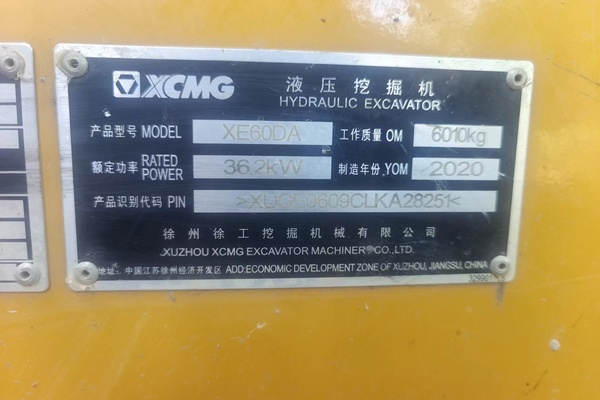 XCMG 液压挖掘机
HYDRAULIC EXCAVATOR
产品型号 MODEL XE60DA 工作质量 OM 6010kg
额定功率 RATED POWER 36.2kW 制造年份 YOM 2020
产品识别代码 PIN >XUG50609CLKA28251<
徐州徐工挖掘机械有限公司
XUZHOU XCMG EXCAVATOR MACHINERY CO.,LTD.
地址: 中国江苏徐州经济开发区 ADD:ECONOMIC DEVELOPMENT ZONE OF XUZHOU, JIANGSU, CHINA